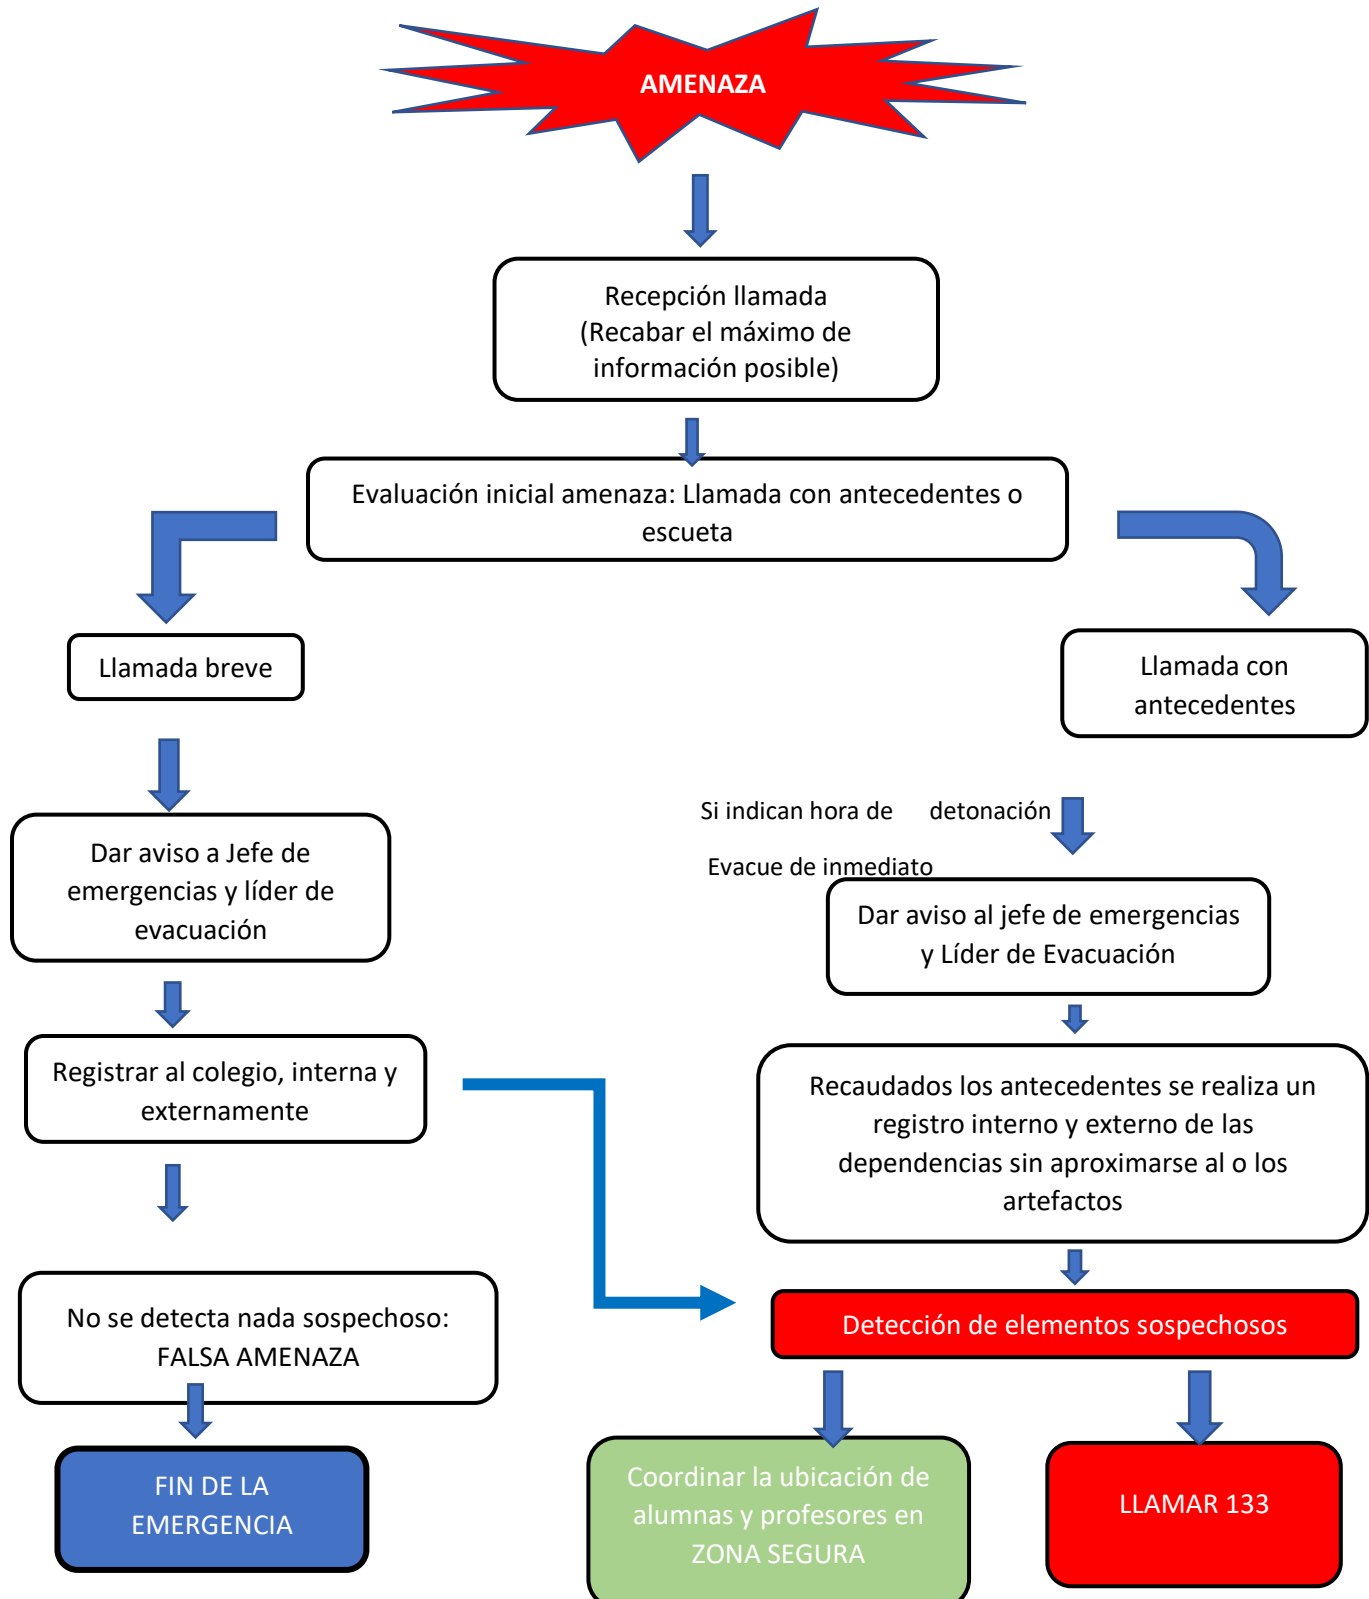 AMENAZA
Recepción llamada
(Recabar el máximo de
información posible)
Evaluación inicial amenaza: Llamada con antecedentes o
escueta
Llamada breve
Llamada con
antecedentes
Si indican hora de detonación
Evacue de inmediato
Dar aviso a Jefe de
emergencias y líder de
evacuación
Dar aviso al jefe de emergencias
y Líder de Evacuación
Registrar al colegio, interna y
externamente
Recaudados los antecedentes se realiza un
registro interno y externo de las
dependencias sin aproximarse al o los
artefactos
No se detecta nada sospechoso:
FALSA AMENAZA
Detección de elementos sospechosos
FIN DE LA
EMERGENCIA
Coordinar la ubicación de
alumnas y profesores en
ZONA SEGURA
LLAMAR 133